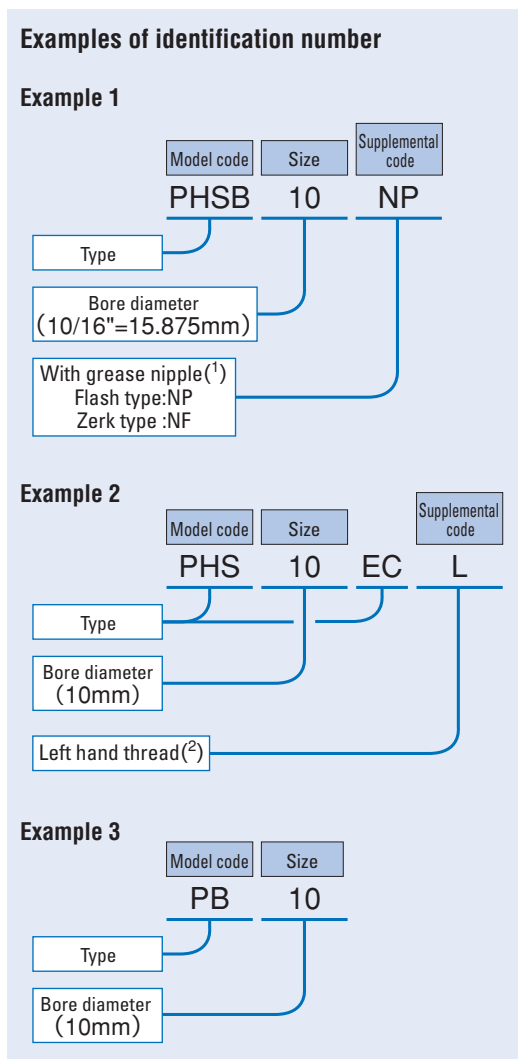 Examples of identification number
Example 1
Model code Size Supplemental
code
PHSB 10 NP
Type
Bore diameter
(10/16"=15.875mm)
With grease nipple(1)
Flash type:NP
Zerk type :NF
Example 2
Model code Size Supplemental
code
PHS 10 EC L
Type
Bore diameter
(10mm)
Left hand thread(2)
Example 3
Model code Size
PB 10
Type
Bore diameter
(10mm)